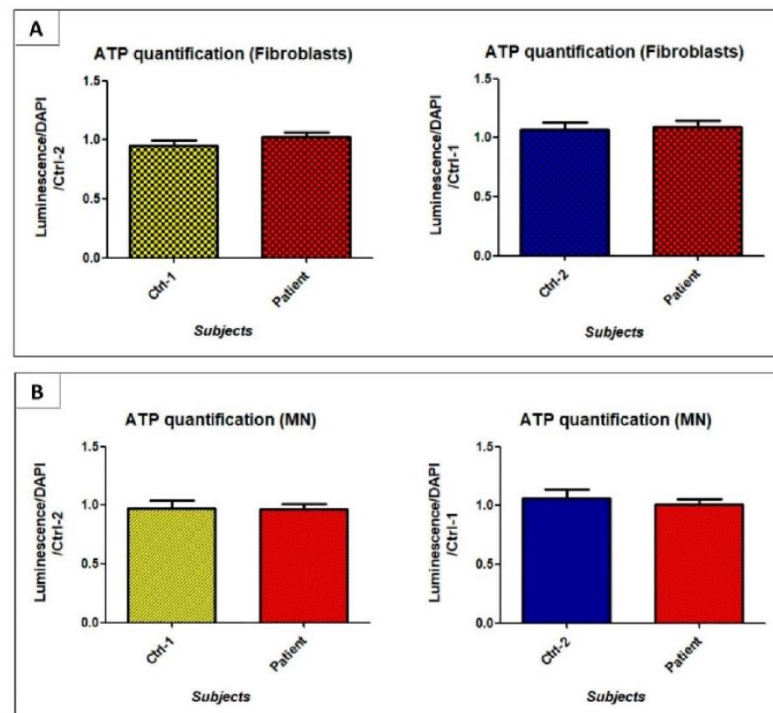 A
ATP quantification (Fibroblasts)
Luminescence/DAPI
/Ctrl-2
1.5
1.0
0.5
0.0
Ctrl-1
Patient
Subjects
ATP quantification (Fibroblasts)
Luminescence/DAPI
/Ctrl-1
1.5
1.0
0.5
0.0
Ctrl-2
Patient
Subjects
B
ATP quantification (MN)
Luminescence/DAPI
/Ctrl-2
1.5
1.0
0.5
0.0
Ctrl-1
Patient
Subjects
ATP quantification (MN)
Luminescence/DAPI
/Ctrl-1
1.5
1.0
0.5
0.0
Ctrl-2
Patient
Subjects